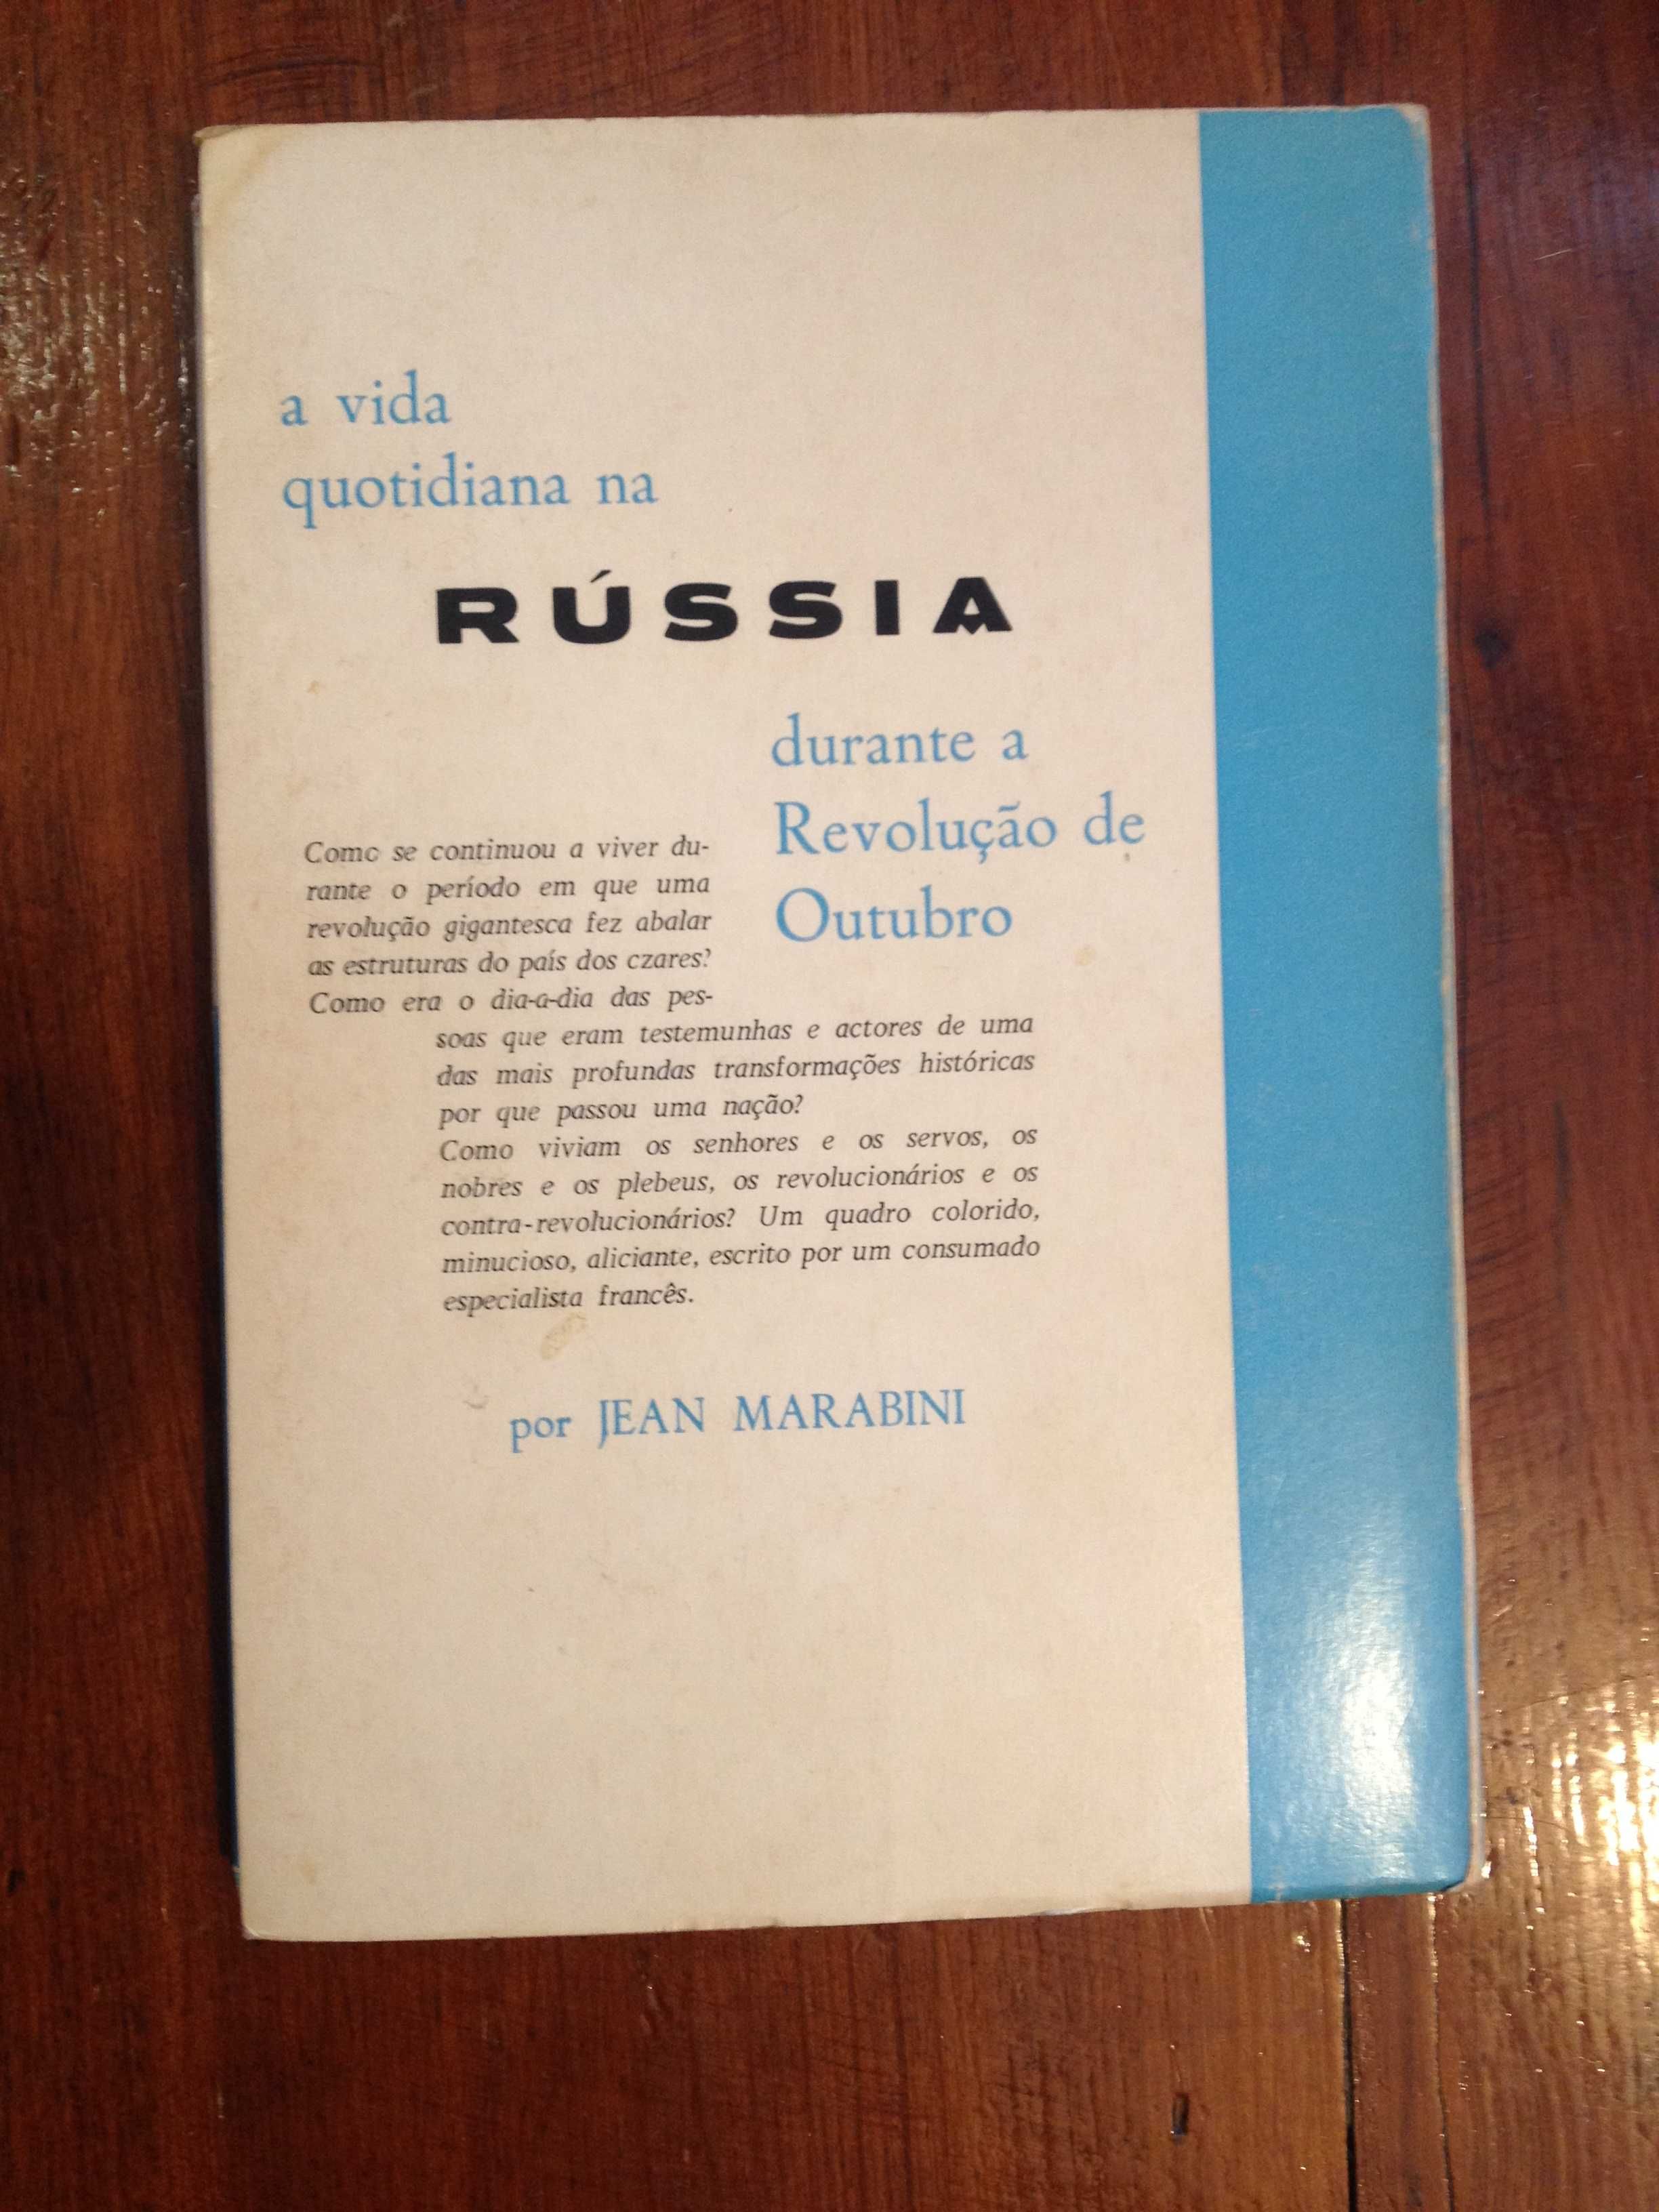 a vida
quotidiana na
RÚSSIA
durante a
Revolução de
Outubro
Como se continuou a viver du-
rante o período em que uma
revolução gigantesca fez abalar
as estruturas do país dos czares?
Como era o dia-a-dia das pes-
soas que eram testemunhas e actores de uma
das mais profundas transformações históricas
por que passou uma nação?
Como viviam os senhores e os servos, os
nobres e os plebeus, os revolucionários e os
contra-revolucionários? Um quadro colorido,
minucioso, aliciante, escrito por um consumado
especialista francês.
por JEAN MARABINI